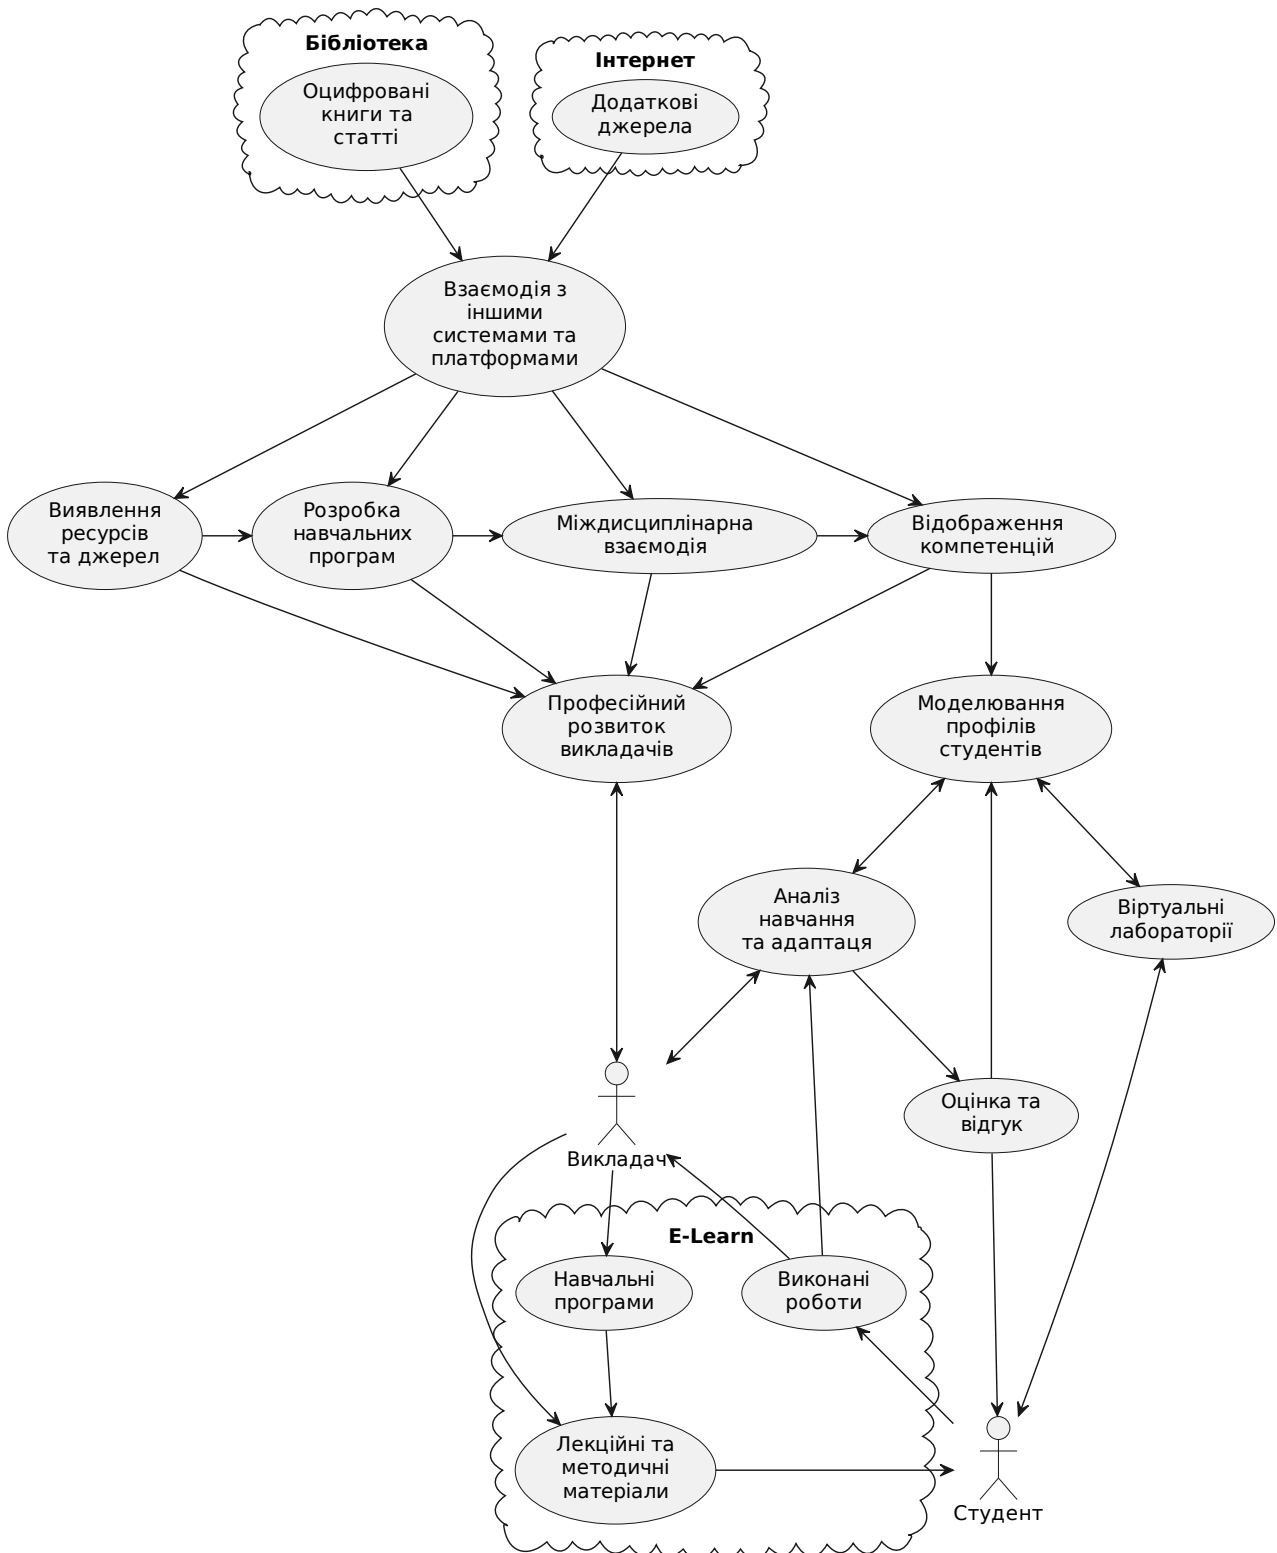 Бібліотека
Оцифровані
книги та
статті
Інтернет
Додаткові
джерела
Взаємодія з
іншими
системами та
платформами
Виявлення
ресурсів
та джерел
Розробка
навчальних
програм
Міждисциплінарна
взаємодія
Відображення
компетенцій
Професійний
розвиток
викладачів
Моделювання
профілів
студентів
Аналіз
навчання
та адаптаця
Віртуальні
лабораторії
Оцінка та
відгук
Викладач
E-Learn
Навчальні
програми
Виконані
роботи
Лекційні та
методичні
матеріали
Студент